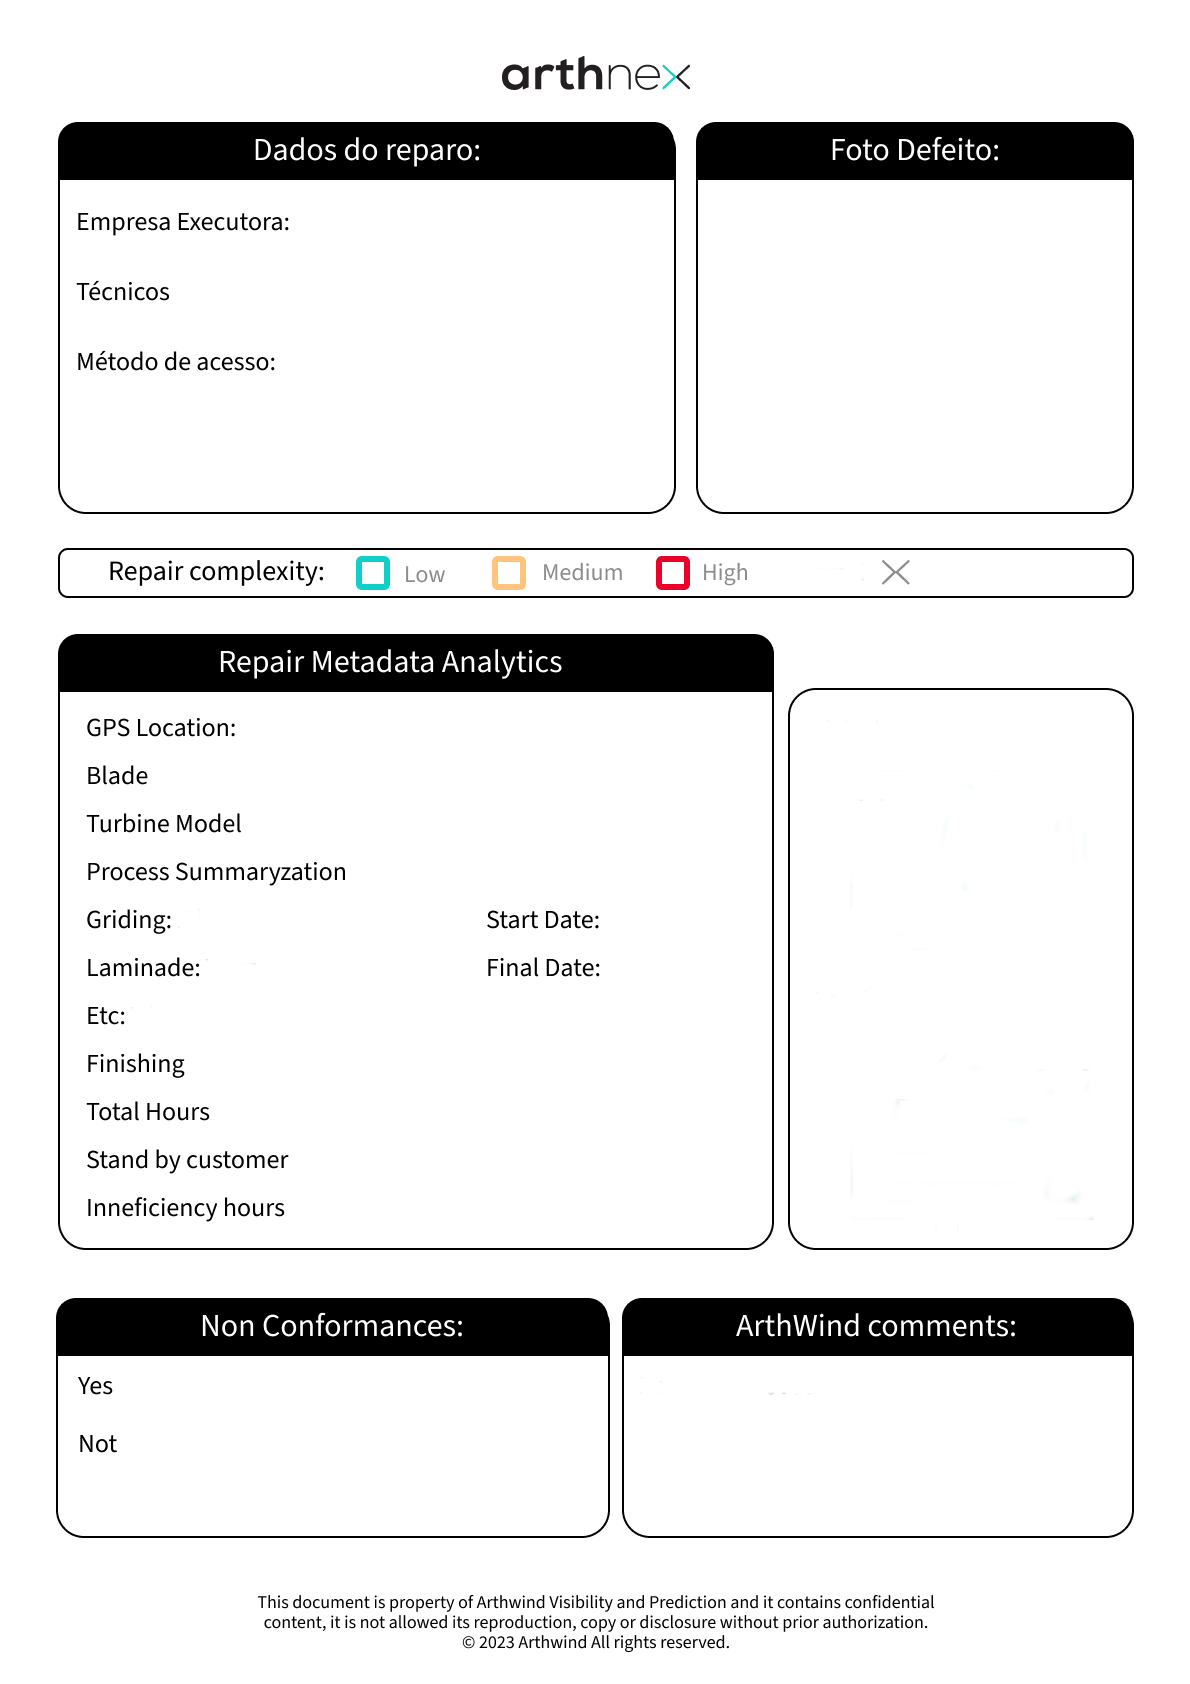 arthnex
Dados do reparo:
Empresa Executora:
Técnicos
Método de acesso:
Foto Defeito:
Repair complexity: Low Medium High
Repair Metadata Analytics
GPS Location:
Blade
Turbine Model
Process Summaryzation
Griding: Start Date:
Laminade: Final Date:
Etc:
Finishing
Total Hours
Stand by customer
Inneficiency hours
Non Conformances:
Yes
Not
ArthWind comments:
This document is property of Arthwind Visibility and Prediction and it contains confidential
content, it is not allowed its reproduction, copy or disclosure without prior authorization.
© 2023 Arthwind All rights reserved.